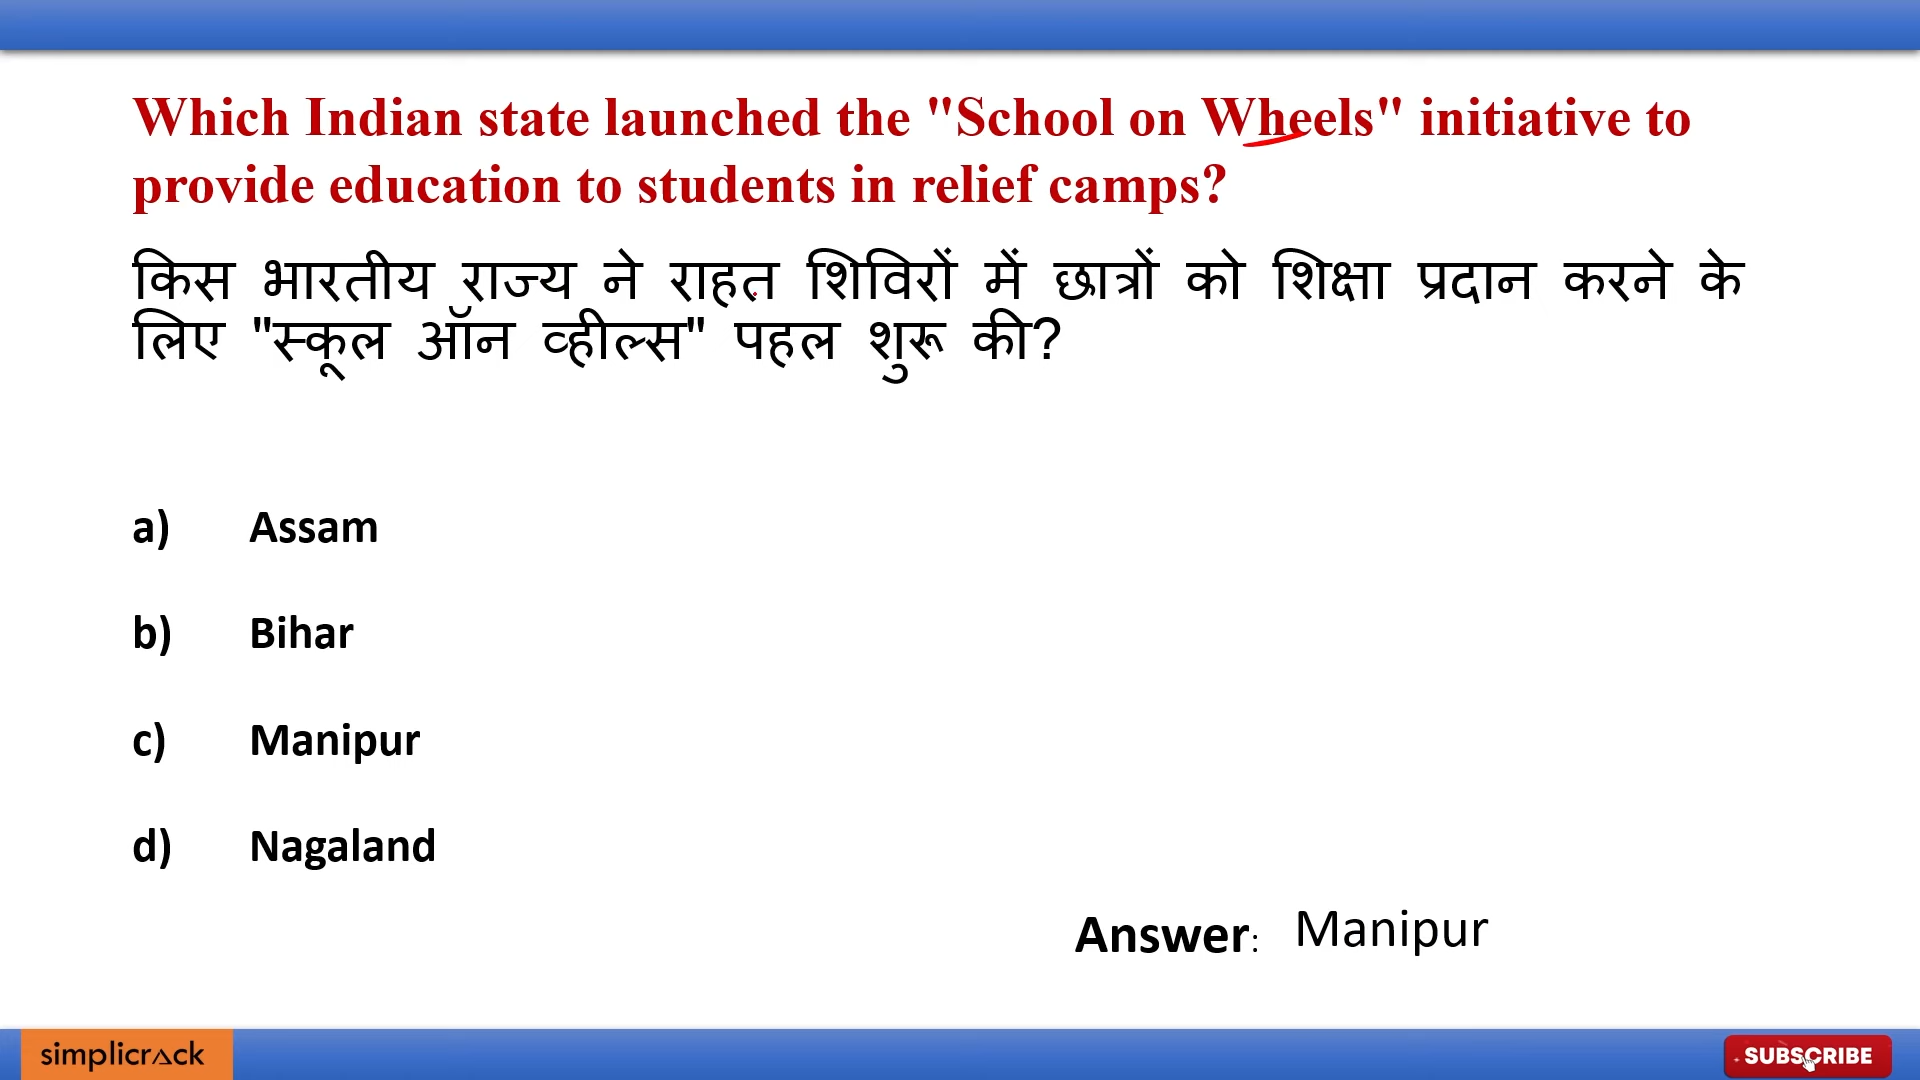 Which Indian state launched the "School on Wheels" initiative to
provide education to students in relief camps?
किस भारतीय राज्य ने राहत शिविरों में छात्रों को शिक्षा प्रदान करने के
लिए "स्कूल ऑन व्हील्स" पहल शुरू की?
a) Assam
b) Bihar
c) Manipur
d) Nagaland
Answer: Manipur
simplicrack
SUBSCRIBE